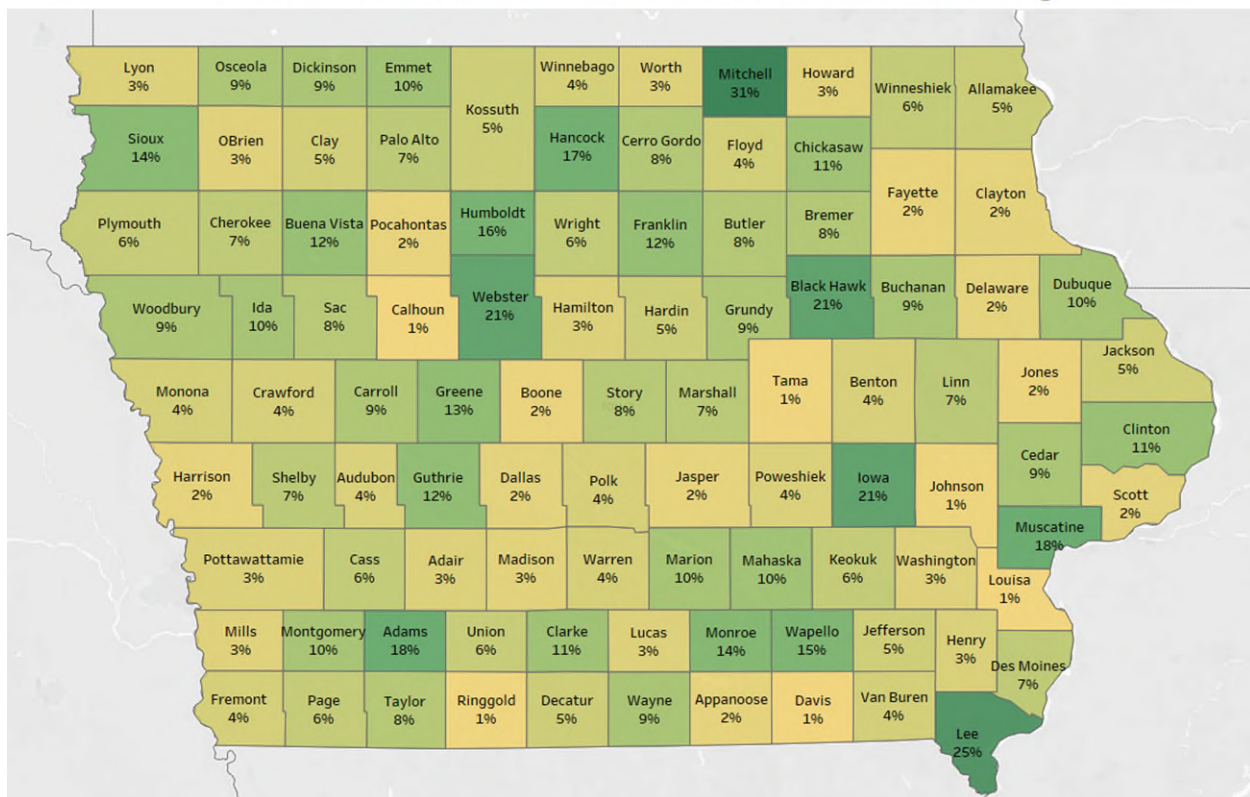 Lyon
3%
Osceola
9%
Dickinson
9%
Emmet
10%
Kossuth
5%
Winnebago
4%
Worth
3%
Mitchell
31%
Howard
3%
Winneshiek
6%
Allamakee
5%
Sioux
14%
OBrien
3%
Clay
5%
Palo Alto
7%
Hancock
17%
Cerro Gordo
8%
Floyd
4%
Chickasaw
11%
Fayette
2%
Clayton
2%
Plymouth
6%
Cherokee
7%
Buena Vista
12%
Pocahontas
2%
Humboldt
16%
Wright
6%
Franklin
12%
Butler
8%
Bremer
8%
Woodbury
9%
Ida
10%
Sac
8%
Calhoun
1%
Webster
21%
Hamilton
3%
Hardin
5%
Grundy
9%
Black Hawk
21%
Buchanan
9%
Delaware
2%
Dubuque
10%
Jackson
5%
Monona
4%
Crawford
4%
Carroll
9%
Greene
13%
Boone
2%
Story
8%
Marshall
7%
Tama
1%
Benton
4%
Linn
7%
Jones
2%
Clinton
11%
Cedar
9%
Harrison
2%
Shelby
7%
Audubon
4%
Guthrie
12%
Dallas
2%
Polk
4%
Jasper
2%
Poweshiek
4%
Iowa
21%
Johnson
1%
Scott
2%
Muscatine
18%
Pottawattamie
3%
Cass
6%
Adair
3%
Madison
3%
Warren
4%
Marion
10%
Mahaska
10%
Keokuk
6%
Washington
3%
Louisa
1%
Mills
3%
Montgomery
10%
Adams
18%
Union
6%
Clarke
11%
Lucas
3%
Monroe
14%
Wapello
15%
Jefferson
5%
Henry
3%
Des Moines
7%
Fremont
4%
Page
6%
Taylor
8%
Ringgold
1%
Decatur
5%
Wayne
9%
Appanoose
2%
Davis
1%
Van Buren
4%
Lee
25%